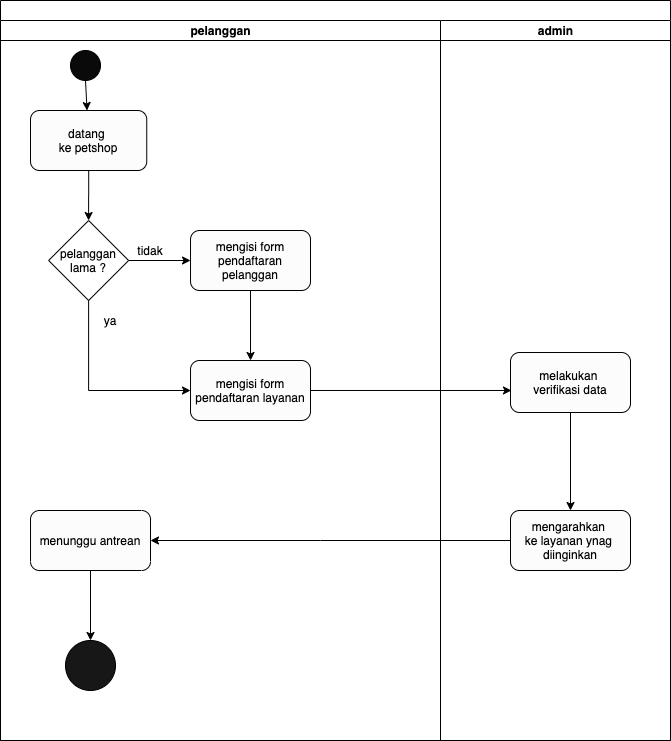 pelanggan
admin
datang
ke petshop
pelanggan
lama ?
tidak
mengisi form
pendaftaran
pelanggan
ya
mengisi form
pendaftaran layanan
melakukan
verifikasi data
menunggu antrean
mengarahkan
ke layanan ynag
diinginkan